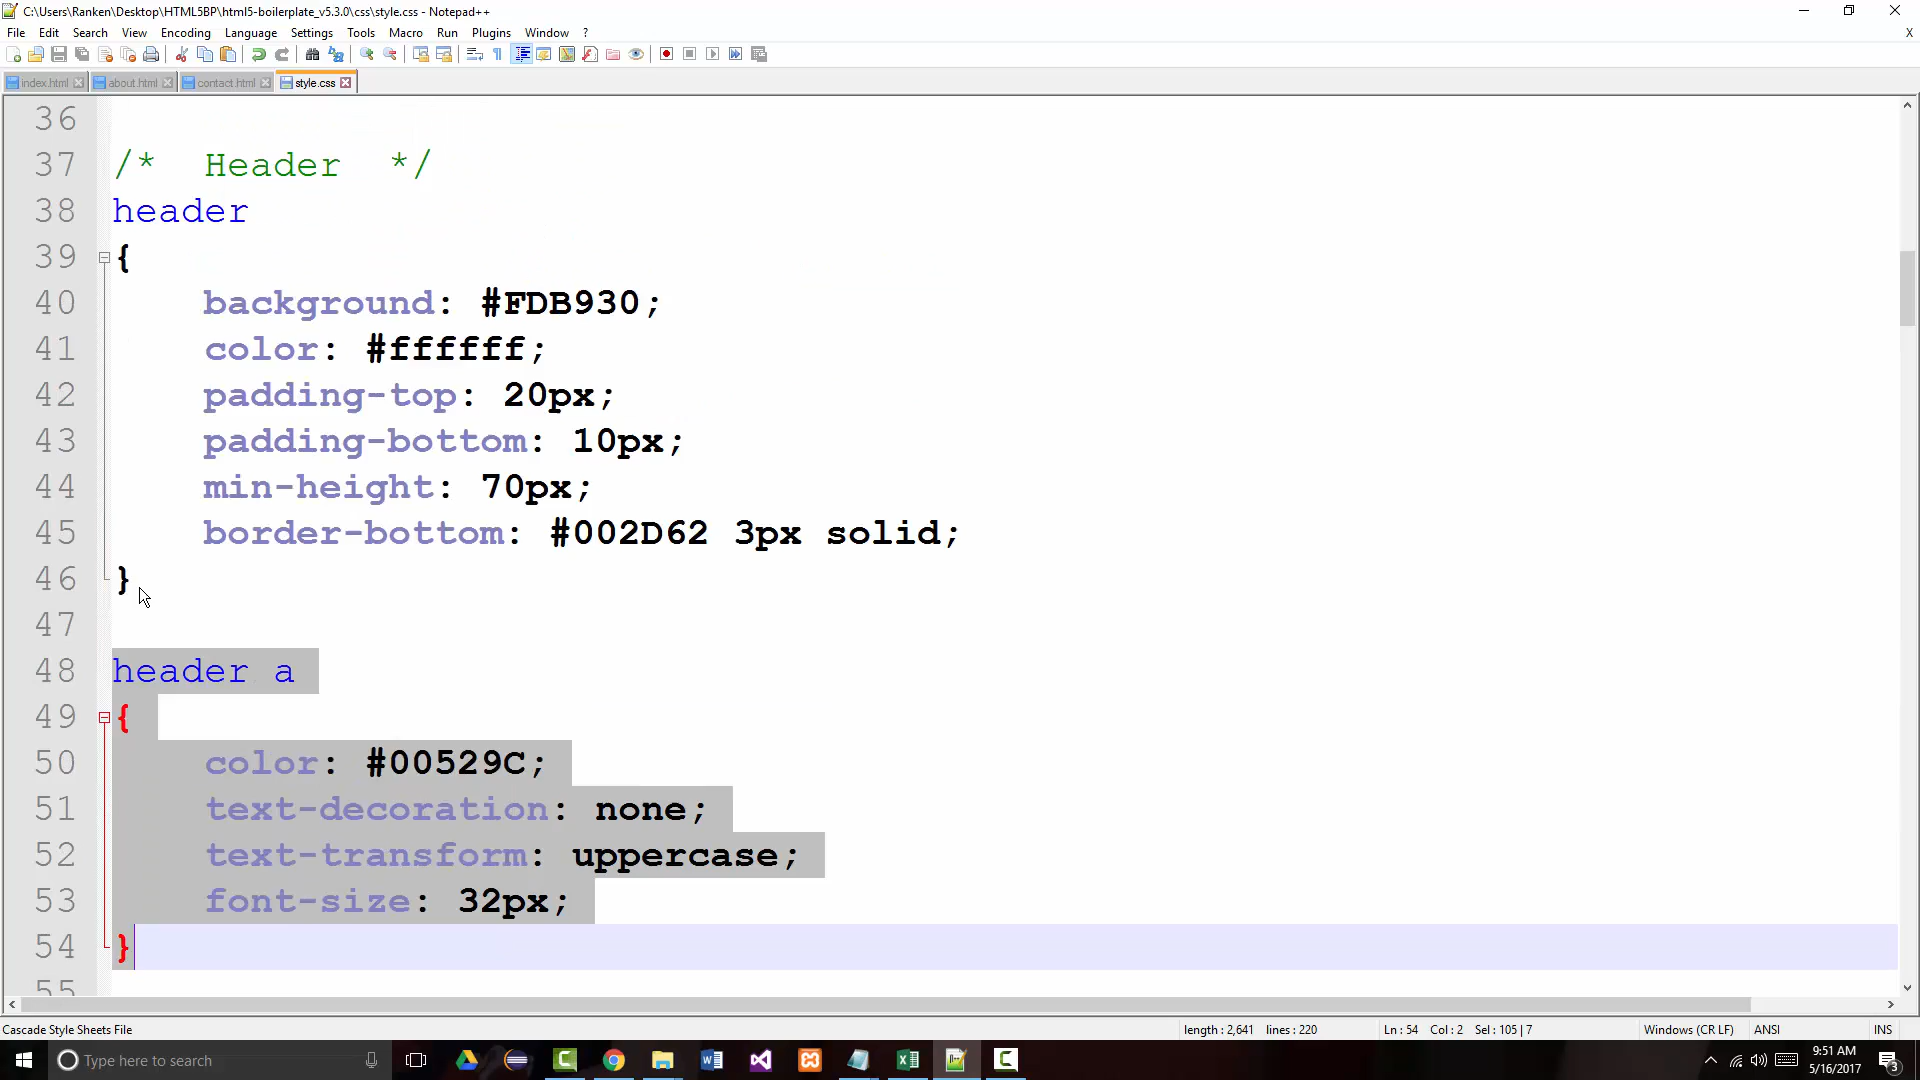 C:\Users\Ranken\Desktop\HTML5BP\html5-boilerplate_v5.3.0\css\style.css - Notepad++
File Edit Search View Encoding Language Settings Tools Macro Run Plugins Window ? X
index.html about.html contact.html style.css
36
37 /* Header */
38 header
39 {
40 background: #FDB930;
41 color: #ffffff;
42 padding-top: 20px;
43 padding-bottom: 10px;
44 min-height: 70px;
45 border-bottom: #002D62 3px solid;
46 }
47
48 header a
49 {
50 color: #00529C;
51 text-decoration: none;
52 text-transform: uppercase;
53 font-size: 32px;
54 }
55
Cascade Style Sheets File length : 2,641 lines : 220 Ln : 54 Col : 2 Sel : 105 | 7 Windows (CR LF) ANSI INS
Type here to search 9:51 AM
5/16/2017 3